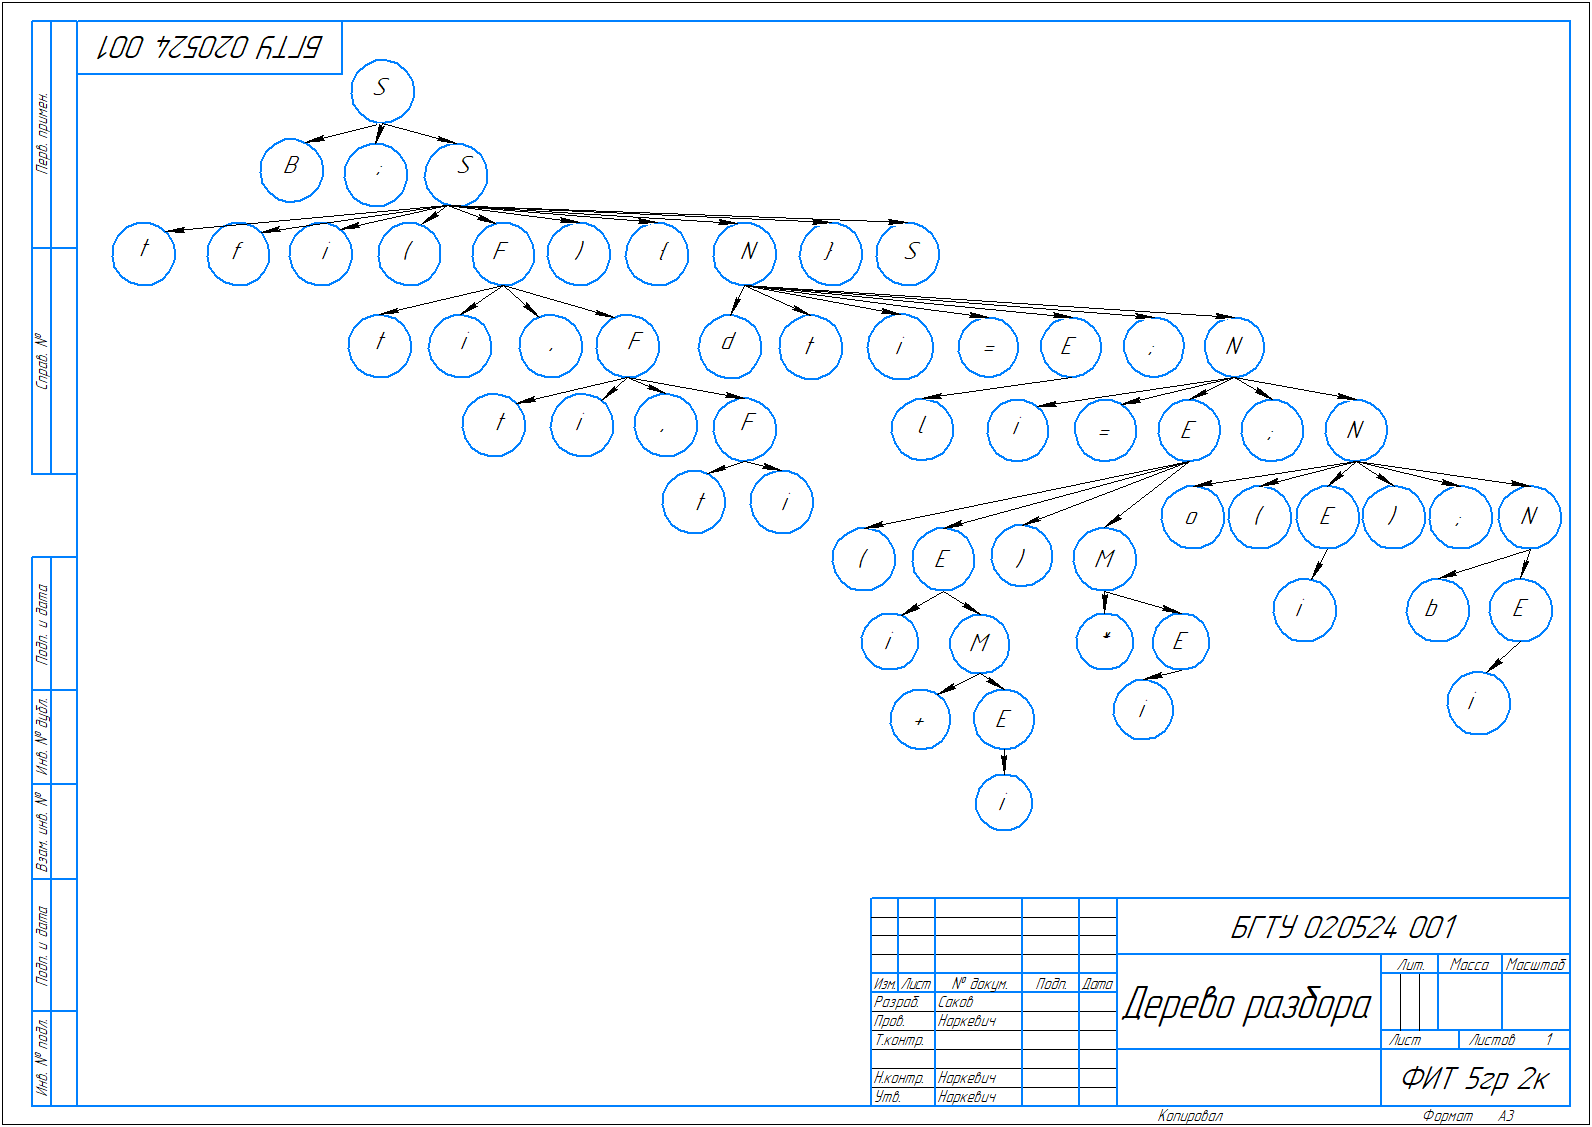 БГТУ 020524 001
Перв. примен.
Справ. №
Подп. и дата
Инв. № дубл.
Взам. инв. №
Подп. и дата
Инв. № подл.
S
B ; S
t f i ( F ) { N } S
t i , F d t i = E ; N
t i , F l i = E ; N
t i o ( E ) ; N
( E ) M i b E
i M * E
+ E i i
i
БГТУ 020524 001
Лит. Масса Масштаб
Изм. Лист № докум. Подп. Дата
Разраб. Саков
Пров. Наркевич
Т.контр.
Н.контр. Наркевич
Утв. Наркевич
Дерево разбора
Лист Листов 1
ФИТ 5гр 2к
Копировал Формат А3